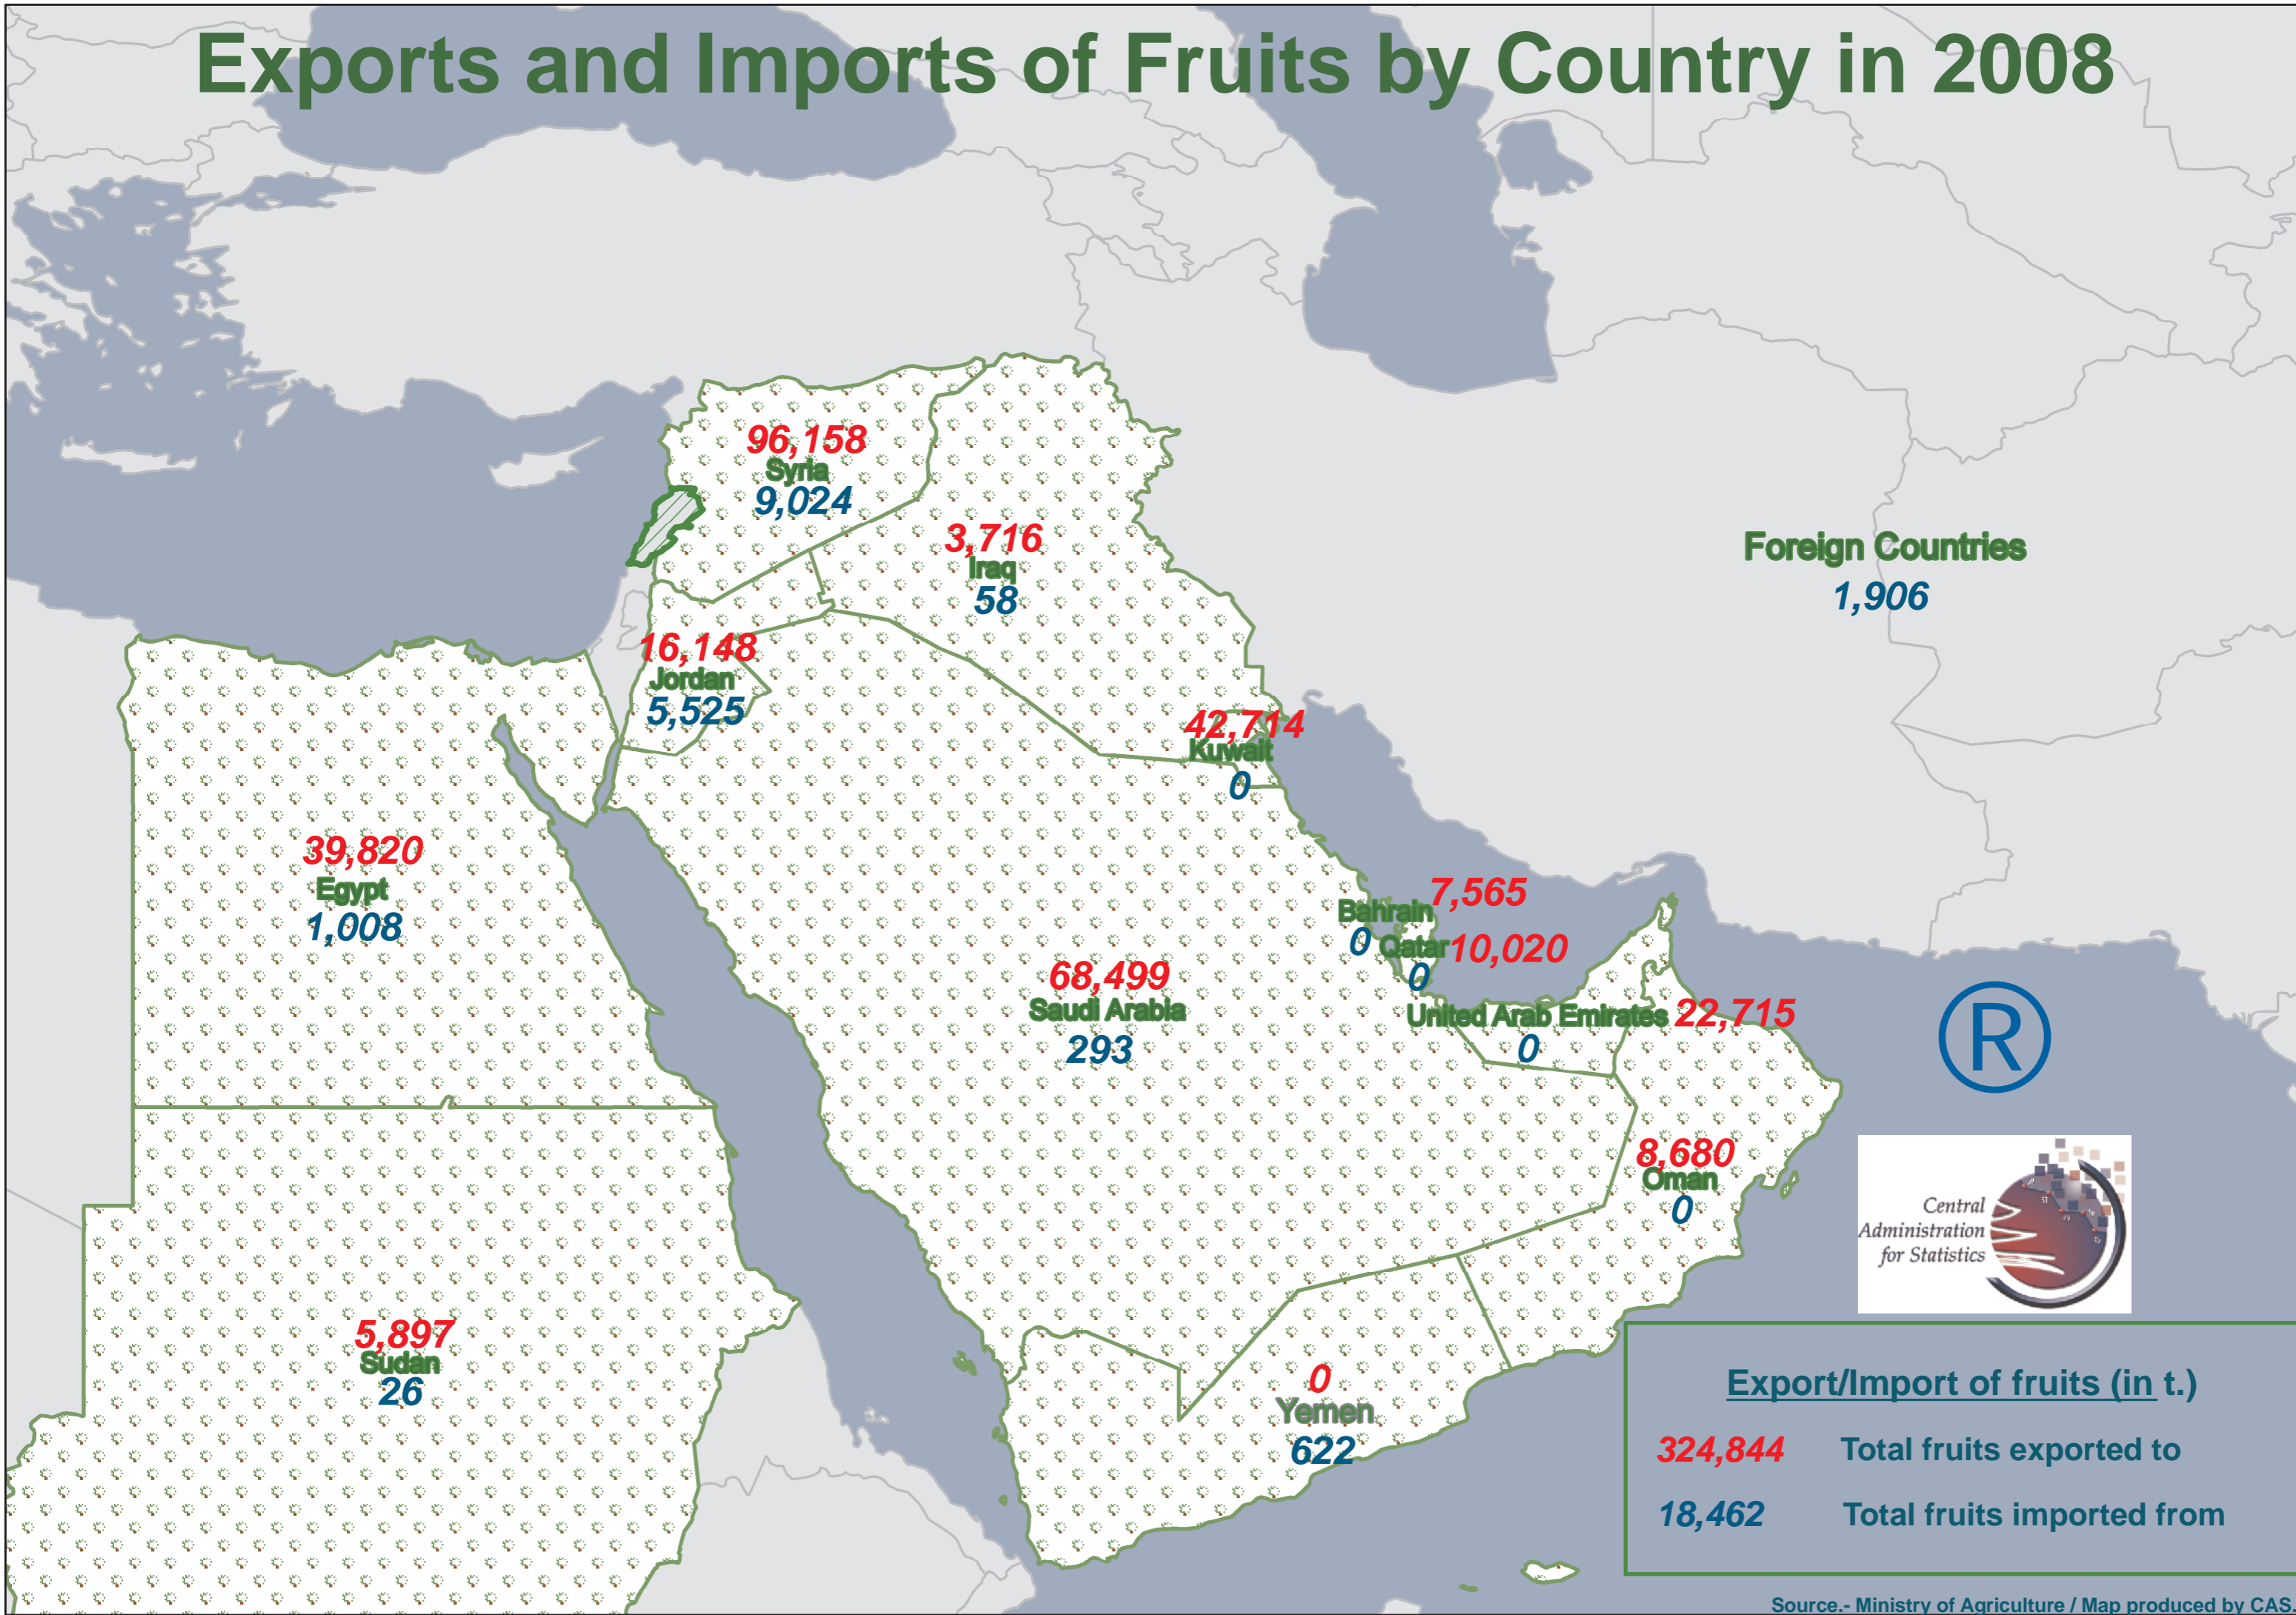 Exports and Imports of Fruits by Country in 2008
96,158
Syria
9,024
3,716
Iraq
58
Foreign Countries
1,906
16,148
Jordan
5,525
42,714
Kuwait
0
39,820
Egypt
1,008
7,565
Bahrain
0
Qatar 10,020
0
68,499
Saudi Arabia
293
United Arab Emirates 22,715
0
®
8,680
Oman
0
Central
Administration
for Statistics
5,897
Sudan
26
0
Yemen
622
Export/Import of fruits (in t.)
324,844 Total fruits exported to
18,462 Total fruits imported from
Source.- Ministry of Agriculture / Map produced by CAS.